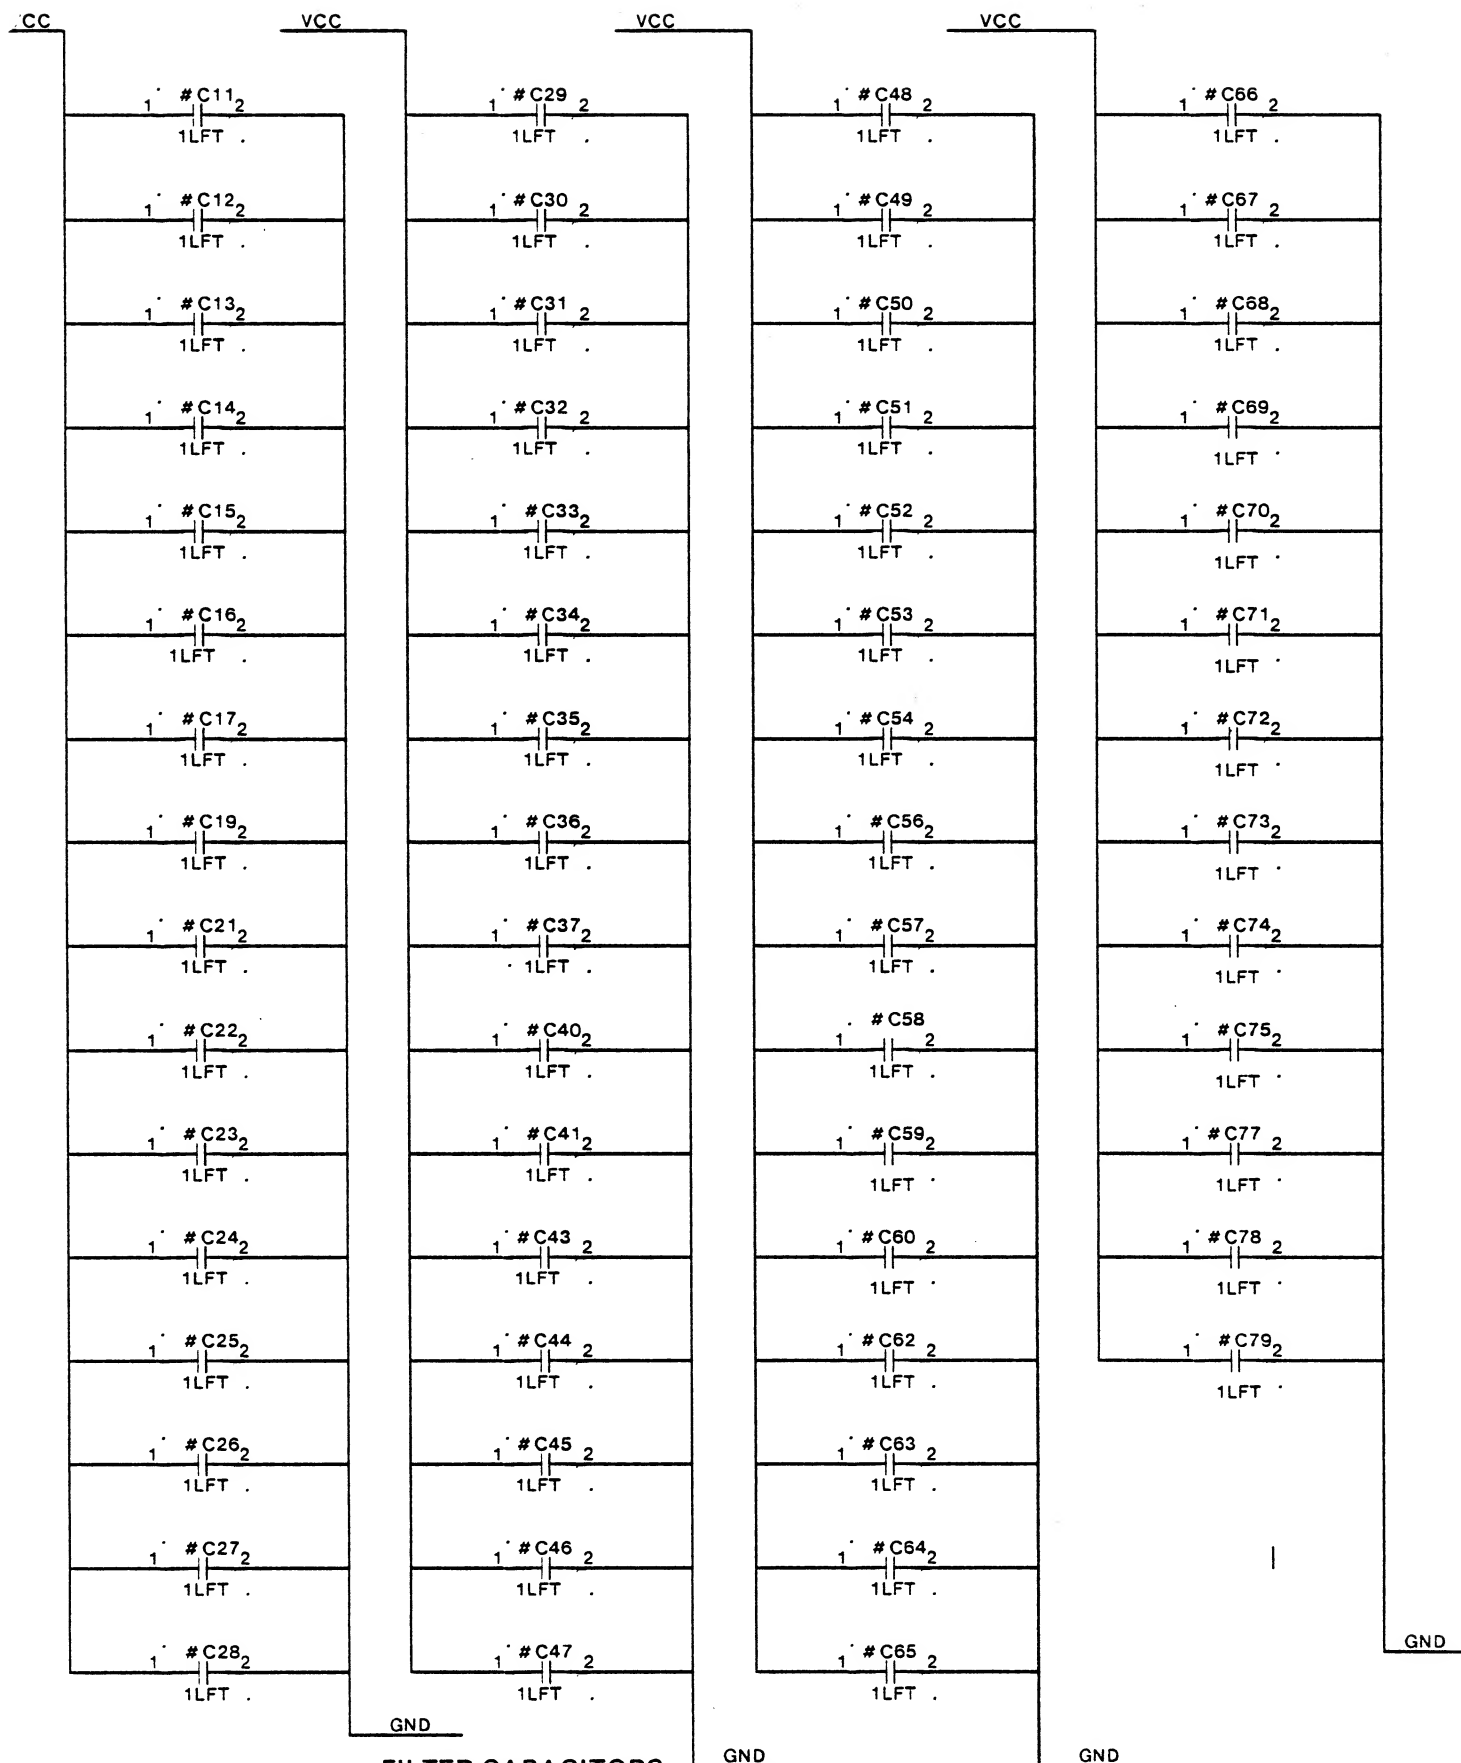 CC VCC VCC VCC
#C11 #C29 #C48 #C66
1 2 1 2 1 2 1 2
1LFT . 1LFT . 1LFT . 1LFT .
#C12 #C30 #C49 #C67
1 2 1 2 1 2 1 2
1LFT . 1LFT . 1LFT . 1LFT .
#C13 #C31 #C50 #C68
1 2 1 2 1 2 1 2
1LFT . 1LFT . 1LFT . 1LFT .
#C14 #C32 #C51 #C69
1 2 1 2 1 2 1 2
1LFT . 1LFT . 1LFT . 1LFT
#C15 #C33 #C52 #C70
1 2 1 2 1 2 1 2
1LFT . 1LFT . 1LFT . 1LFT
#C16 #C34 #C53 #C71
1 2 1 2 1 2 1 2
1LFT . 1LFT . 1LFT . 1LFT
#C17 #C35 #C54 #C72
1 2 1 2 1 2 1 2
1LFT . 1LFT . 1LFT . 1LFT
#C19 #C36 #C56 #C73
1 2 1 2 1 2 1 2
1LFT . 1LFT . 1LFT . 1LFT
#C21 #C37 #C57 #C74
1 2 1 2 1 2 1 2
1LFT . 1LFT . 1LFT . 1LFT
#C22 #C40 #C58 #C75
1 2 1 2 1 2 1 2
1LFT . 1LFT . 1LFT . 1LFT
#C23 #C41 #C59 #C77
1 2 1 2 1 2 1 2
1LFT . 1LFT . 1LFT 1LFT
#C24 #C43 #C60 #C78
1 2 1 2 1 2 1 2
1LFT . 1LFT . 1LFT 1LFT
#C25 #C44 #C62 #C79
1 2 1 2 1 2 1 2
1LFT . 1LFT . 1LFT . 1LFT
#C26 #C45 #C63
1 2 1 2 1 2
1LFT . 1LFT . 1LFT .
#C27 #C46 #C64
1 2 1 2 1 2
1LFT . 1LFT . 1LFT .
#C28 #C47 #C65
1 2 1 2 1 2
1LFT . 1LFT . 1LFT .
GND
GND
FILTER CAPACITORS GND GND